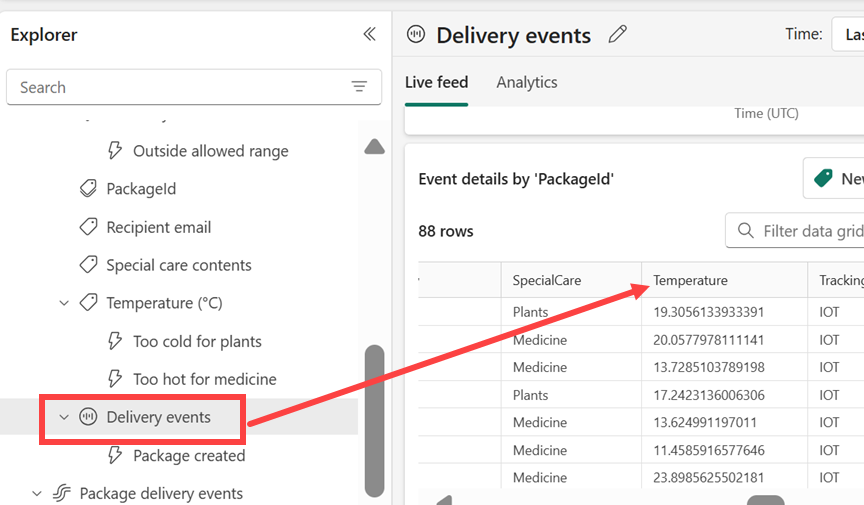 Explorer
Search
Outside allowed range
PackageId
Recipient email
Special care contents
Temperature (°C)
Too cold for plants
Too hot for medicine
Delivery events
Package created
Package delivery events
Delivery events
Time:
Live feed
Analytics
Time (UTC)
Event details by 'PackageId'
88 rows
Filter data grid
SpecialCare Temperature
Plants 19.3056133933391 IOT
Medicine 20.0577978111141 IOT
Medicine 13.7285103789198 IOT
Plants 17.2423136006306 IOT
Medicine 13.624991197011 IOT
Medicine 11.4585916577646 IOT
Medicine 23.8985625502181 IOT